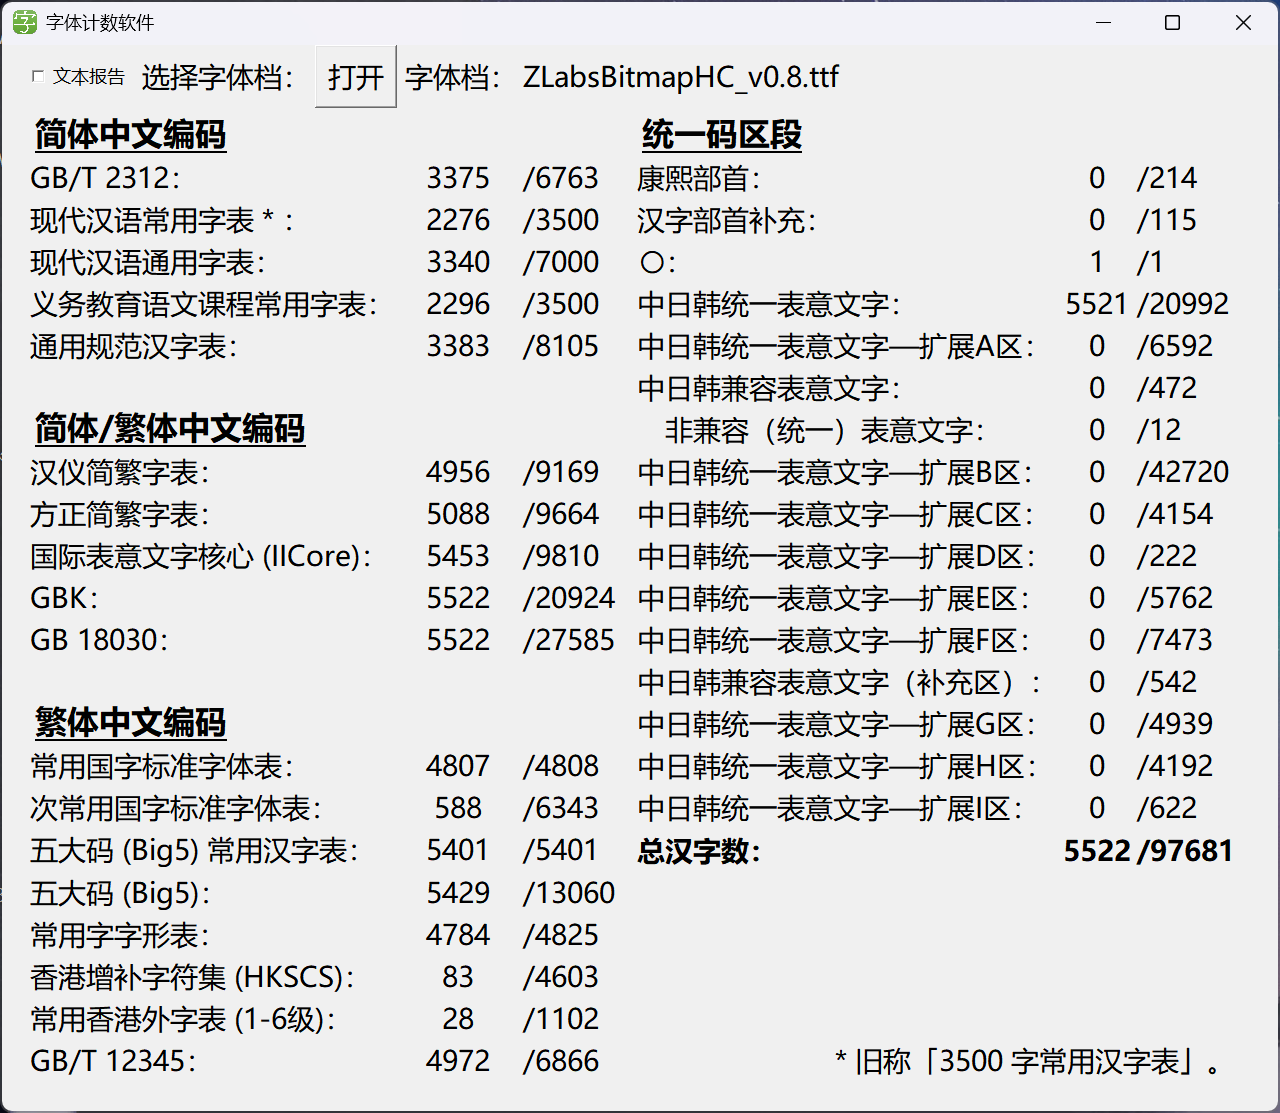 字体计数软件
文本报告 选择字体档： 打开 字体档： ZLabsBitmapHC_v0.8.ttf
简体中文编码
GB/T 2312： 3375 /6763
现代汉语常用字表 * ： 2276 /3500
现代汉语通用字表： 3340 /7000
义务教育语文课程常用字表： 2296 /3500
通用规范汉字表： 3383 /8105
简体/繁体中文编码
汉仪简繁字表： 4956 /9169
方正简繁字表： 5088 /9664
国际表意文字核心 (IICore)： 5453 /9810
GBK： 5522 /20924
GB 18030： 5522 /27585
繁体中文编码
常用国字标准字体表： 4807 /4808
次常用国字标准字体表： 588 /6343
五大码 (Big5) 常用汉字表： 5401 /5401
五大码 (Big5)： 5429 /13060
常用字字形表： 4784 /4825
香港增补字符集 (HKSCS)： 83 /4603
常用香港外字表 (1-6级)： 28 /1102
GB/T 12345： 4972 /6866
统一码区段
康熙部首： 0 /214
汉字部首补充： 0 /115
〇： 1 /1
中日韩统一表意文字： 5521 /20992
中日韩统一表意文字—扩展A区： 0 /6592
中日韩兼容表意文字： 0 /472
非兼容（统一）表意文字： 0 /12
中日韩统一表意文字—扩展B区： 0 /42720
中日韩统一表意文字—扩展C区： 0 /4154
中日韩统一表意文字—扩展D区： 0 /222
中日韩统一表意文字—扩展E区： 0 /5762
中日韩统一表意文字—扩展F区： 0 /7473
中日韩兼容表意文字（补充区）： 0 /542
中日韩统一表意文字—扩展G区： 0 /4939
中日韩统一表意文字—扩展H区： 0 /4192
中日韩统一表意文字—扩展I区： 0 /622
总汉字数： 5522 /97681
* 旧称「3500 字常用汉字表」。